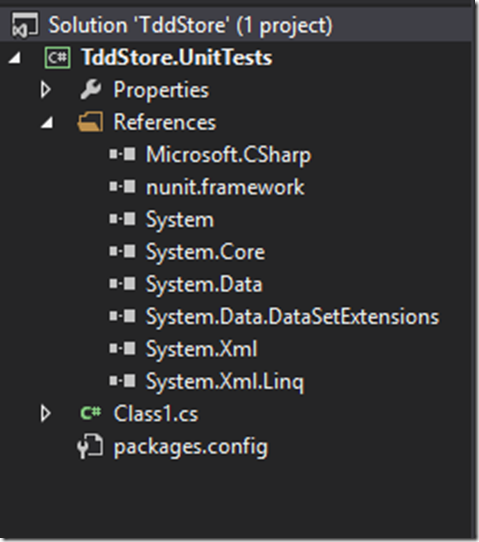 Solution 'TddStore' (1 project)
C# TddStore.UnitTests
Properties
References
Microsoft.CSharp
nunit.framework
System
System.Core
System.Data
System.Data.DataSetExtensions
System.Xml
System.Xml.Linq
C# Class1.cs
packages.config